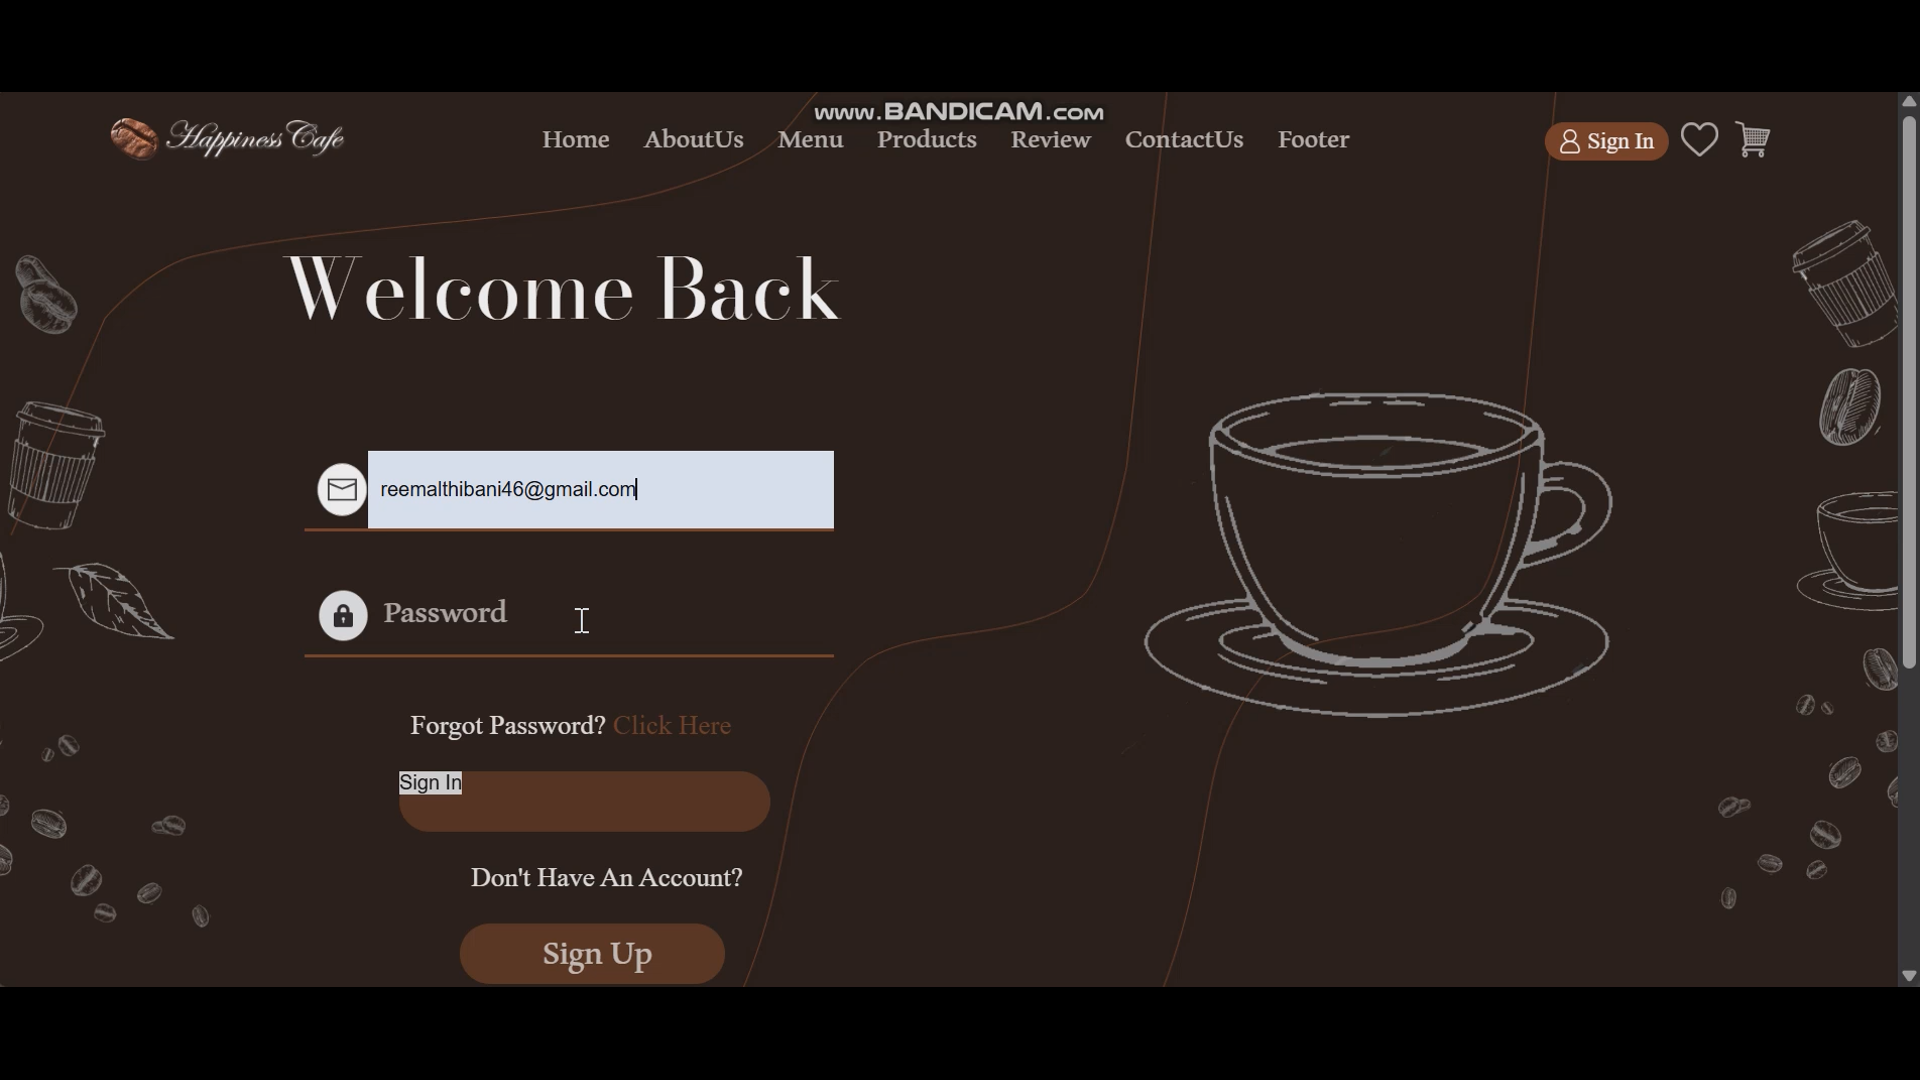 www.BANDICAM.com
Happiness Cafe
Home AboutUs Menu Products Review ContactUs Footer
Sign In
Welcome Back
reemalthibani46@gmail.com
Password
Forgot Password? Click Here
Sign In
Don't Have An Account?
Sign Up